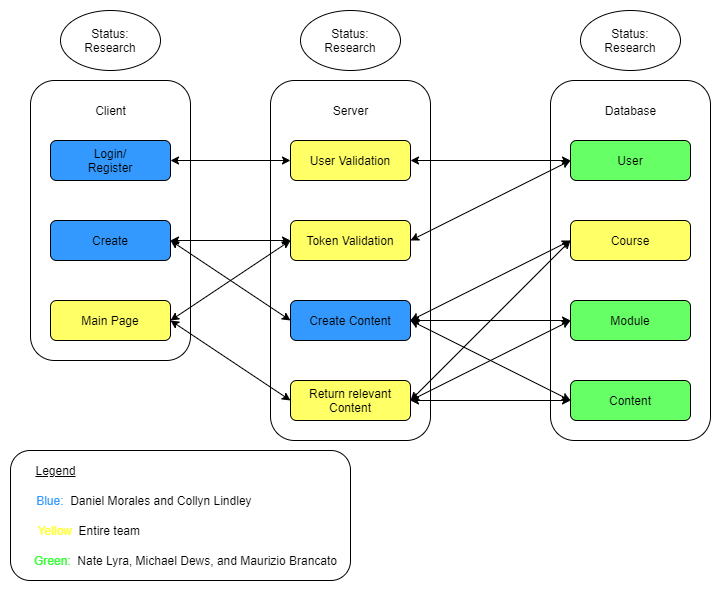 Status:
Research
Status:
Research
Status:
Research
Client
Server
Database
Login/
Register
User Validation
User
Create
Token Validation
Course
Main Page
Create Content
Module
Return relevant
Content
Content
Legend
Blue: Daniel Morales and Collyn Lindley
Yellow Entire team
Green: Nate Lyra, Michael Dews, and Maurizio Brancato